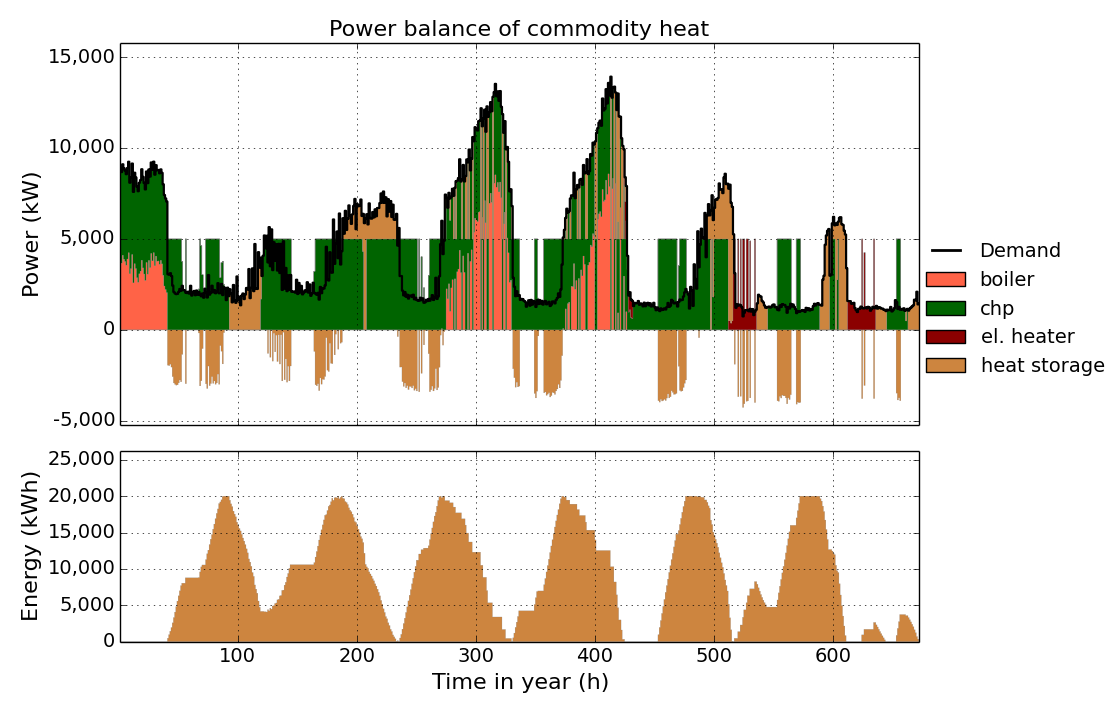 Power balance of commodity heat
15,000
10,000
5,000
0
-5,000
Power (kW)
Demand
boiler
chp
el. heater
heat storage
25,000
20,000
15,000
10,000
5,000
0
Energy (kWh)
100 200 300 400 500 600
Time in year (h)